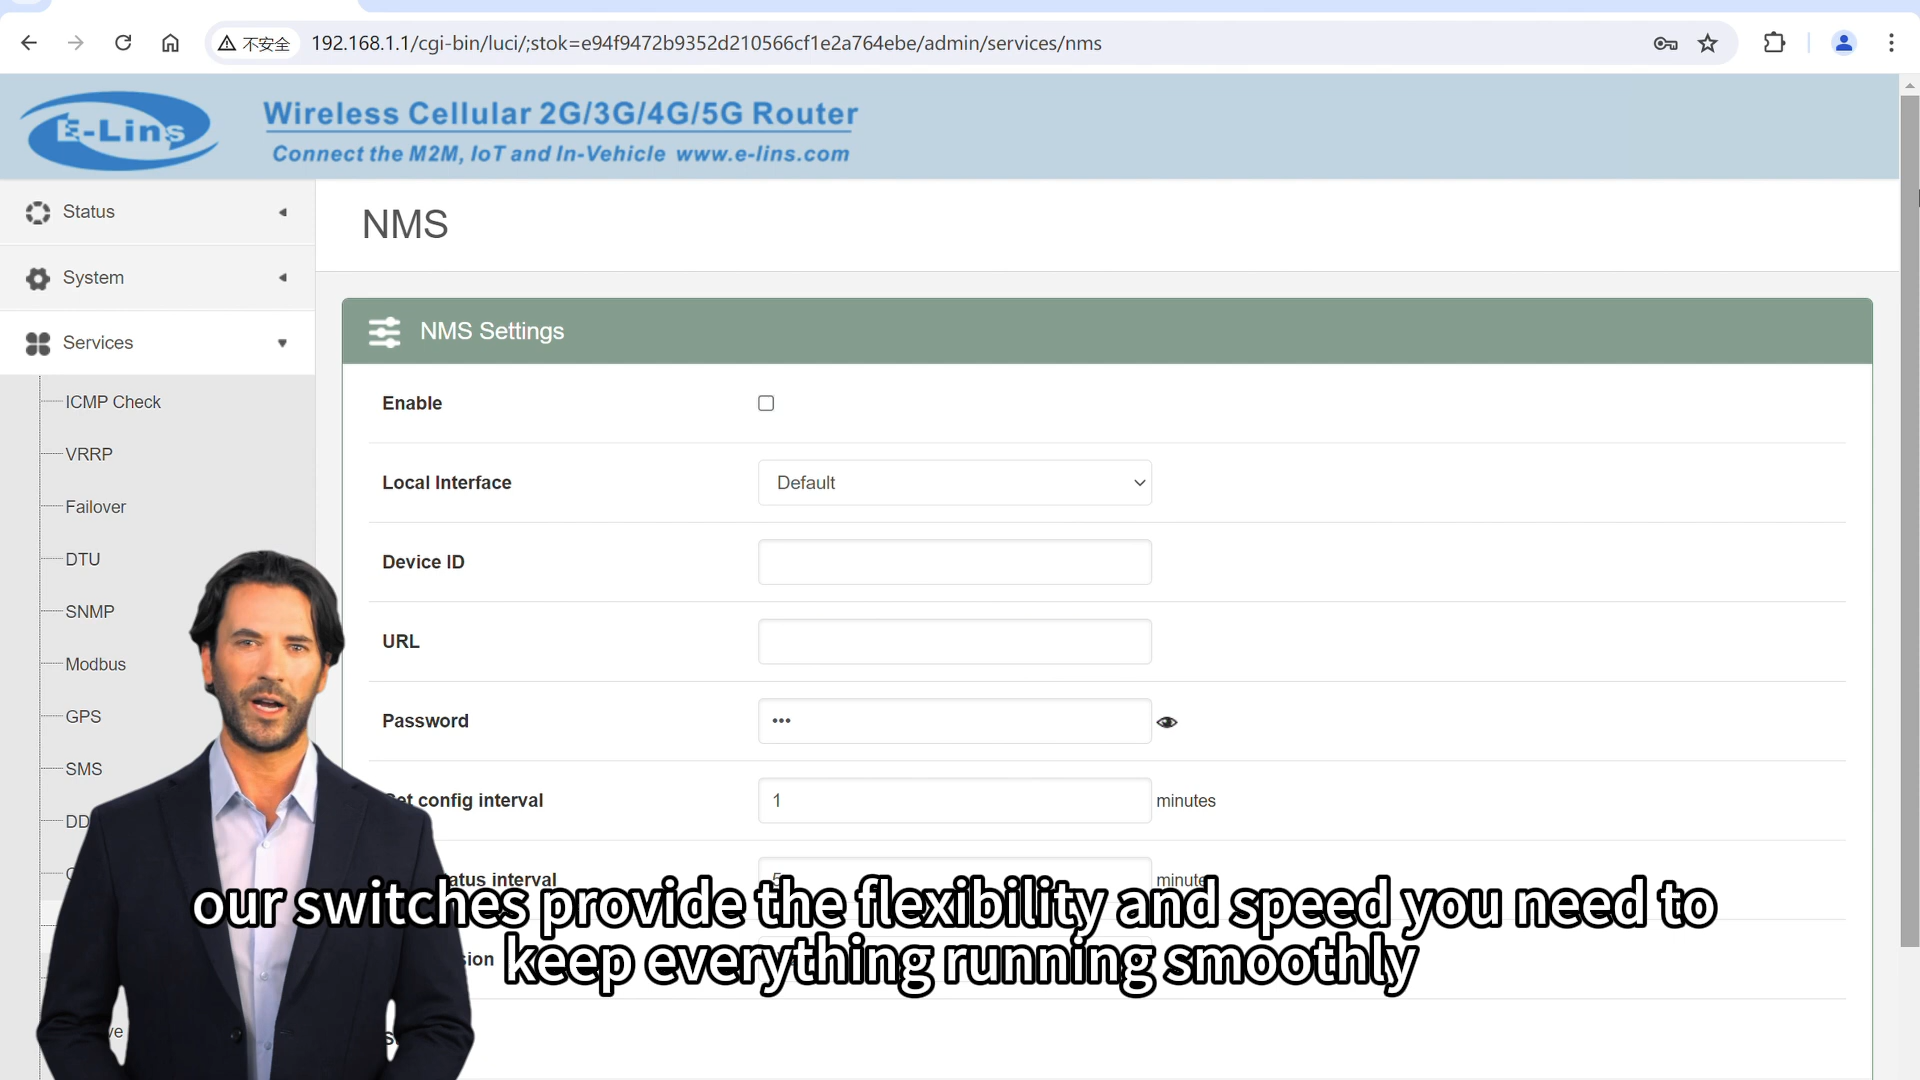 不安全
192.168.1.1/cgi-bin/luci/;stok=e94f9472b9352d210566cf1e2a764ebe/admin/services/nms
E-Lins
Wireless Cellular 2G/3G/4G/5G Router
Connect the M2M, IoT and In-Vehicle www.e-lins.com
Status
System
Services
ICMP Check
VRRP
Failover
DTU
SNMP
Modbus
GPS
SMS
NMS
NMS Settings
Enable
Local Interface
Default
Device ID
URL
Password
•••
config interval
1
minutes
interval
our switches provide the flexibility and speed you need to
keep everything running smoothly